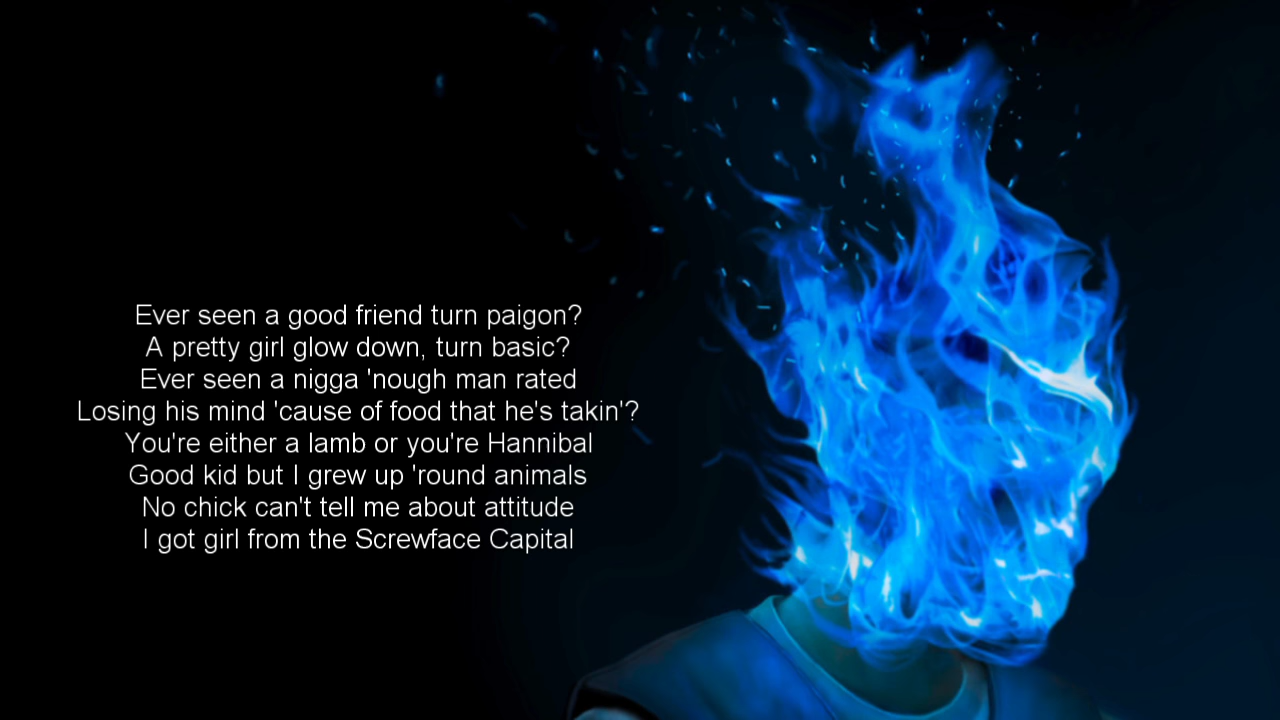 Ever seen a good friend turn paigon?
A pretty girl glow down, turn basic?
Ever seen a nigga 'nough man rated
Losing his mind 'cause of food that he's takin'?
You're either a lamb or you're Hannibal
Good kid but I grew up 'round animals
No chick can't tell me about attitude
I got girl from the Screwface Capital